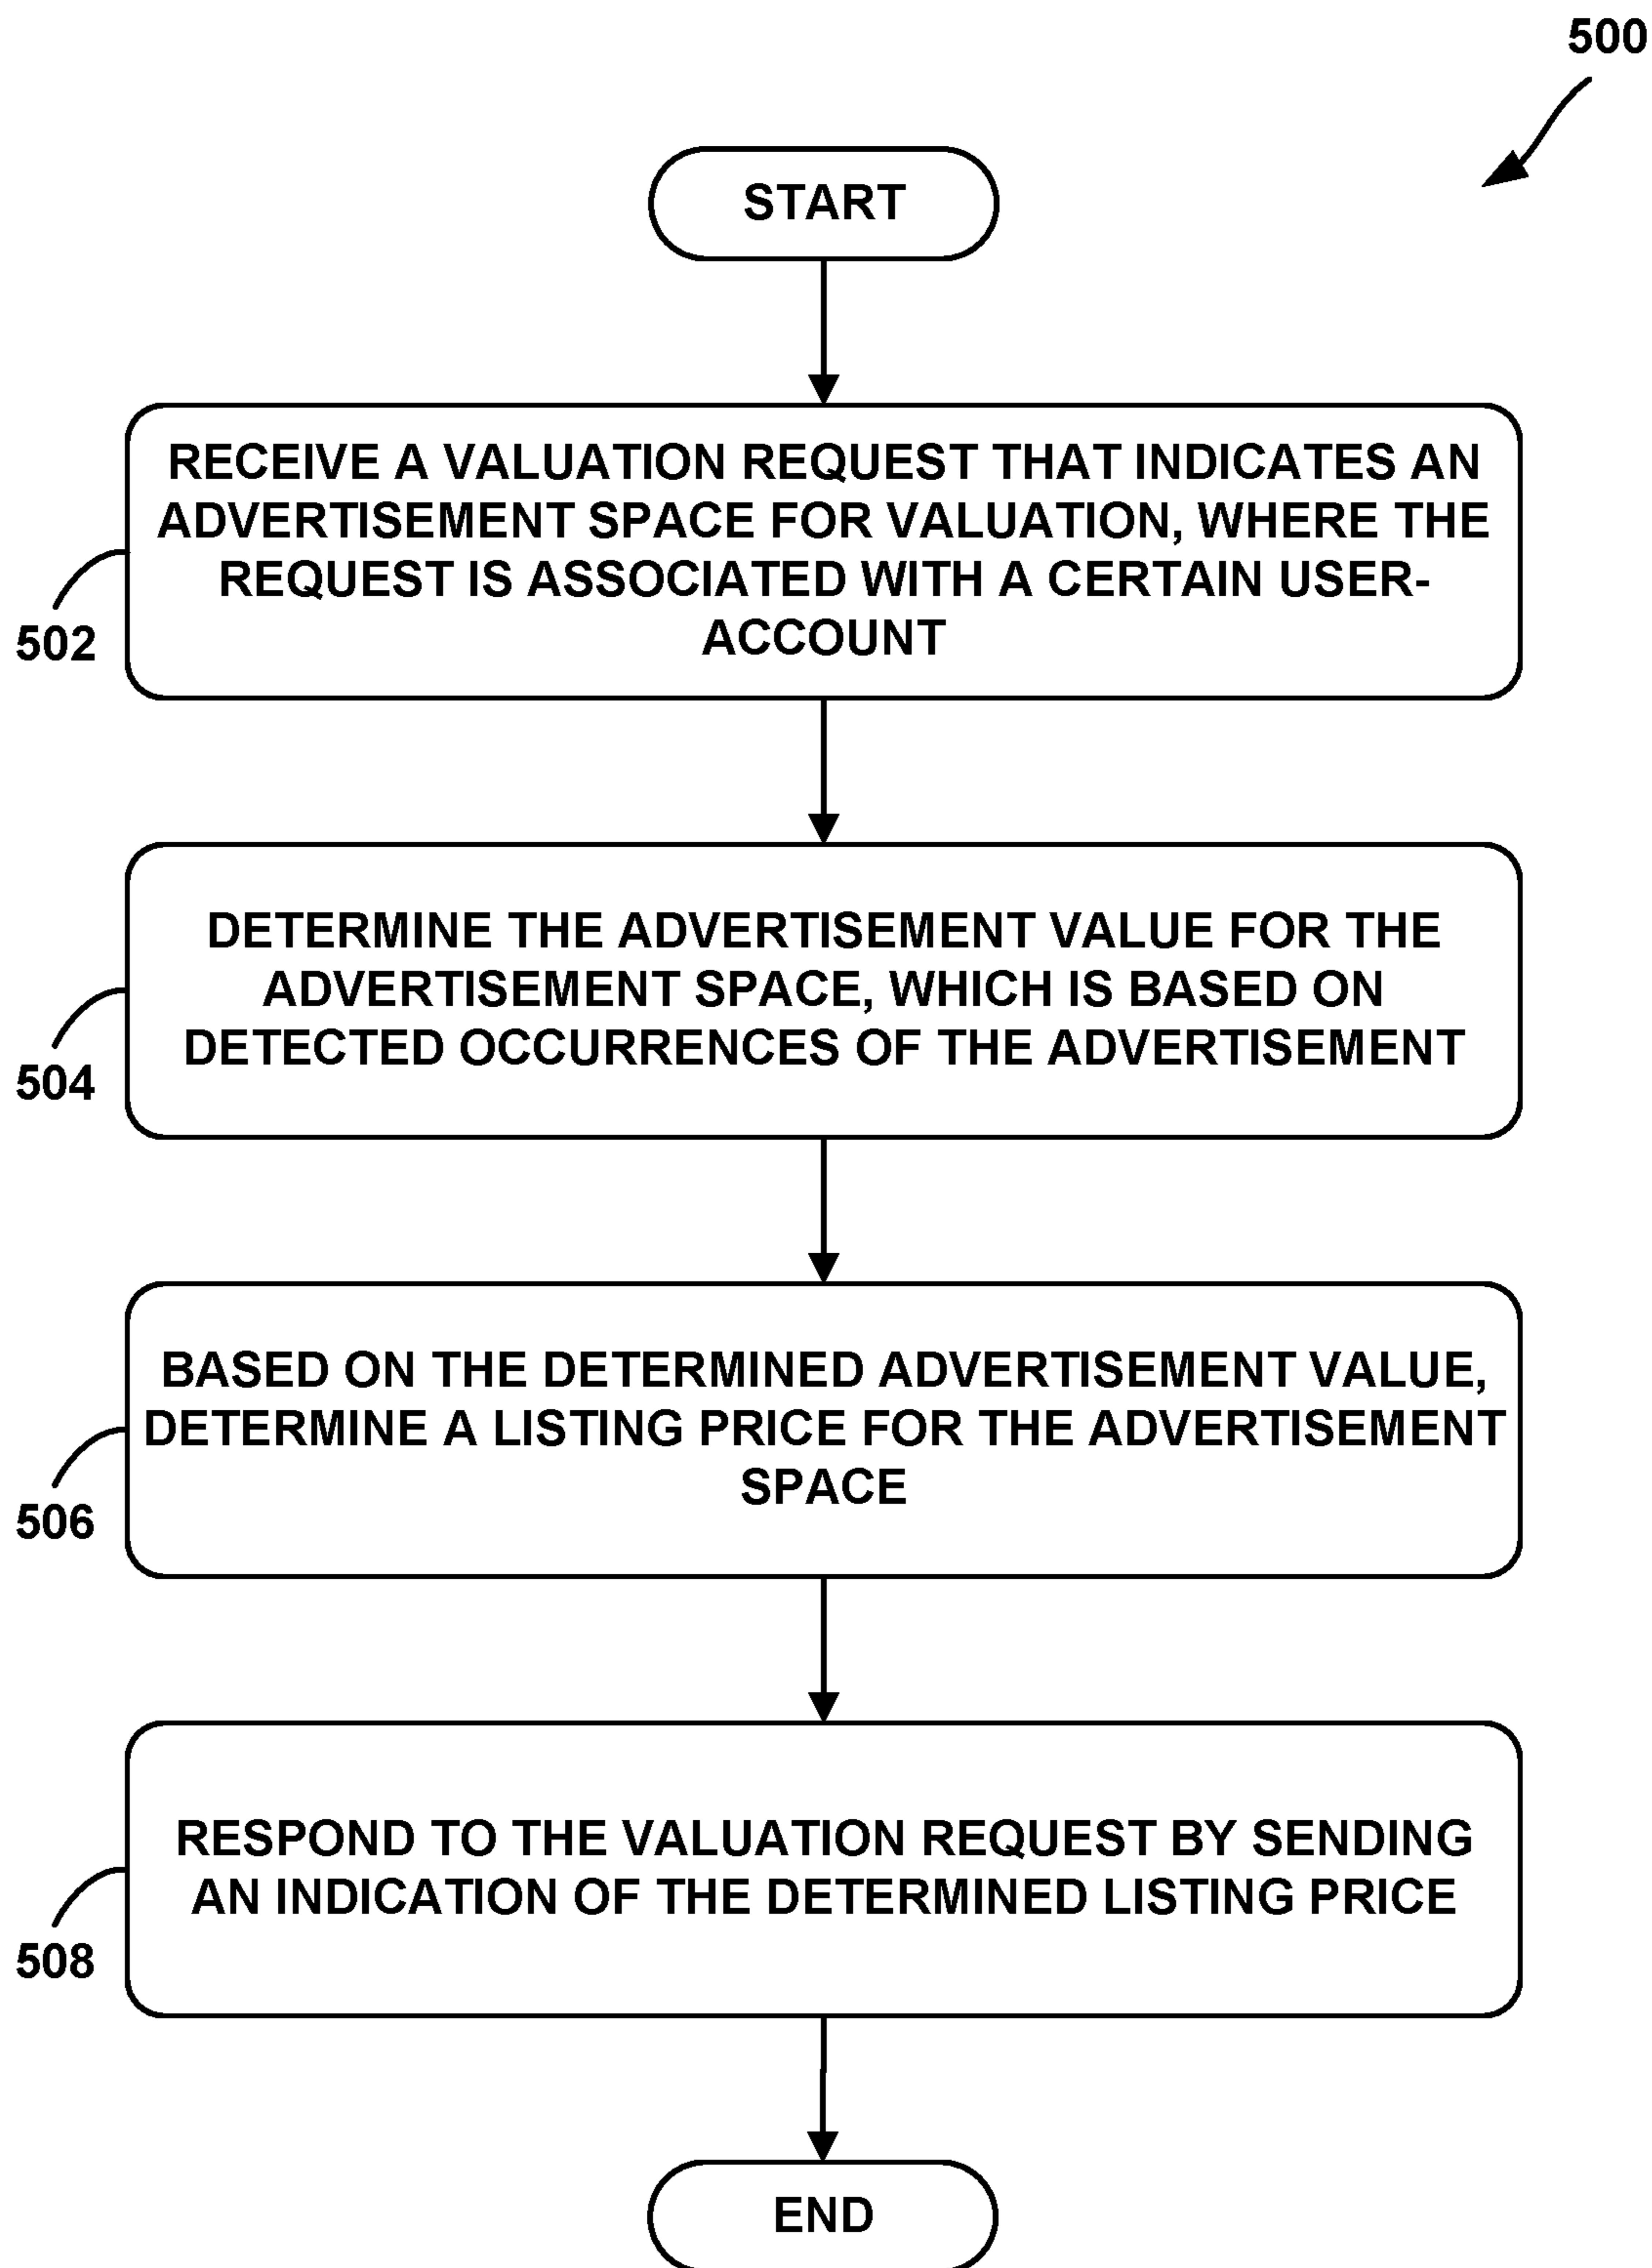 500
START
RECEIVE A VALUATION REQUEST THAT INDICATES AN
ADVERTISEMENT SPACE FOR VALUATION, WHERE THE
REQUEST IS ASSOCIATED WITH A CERTAIN USER-
ACCOUNT
502
DETERMINE THE ADVERTISEMENT VALUE FOR THE
ADVERTISEMENT SPACE, WHICH IS BASED ON
DETECTED OCCURRENCES OF THE ADVERTISEMENT
504
BASED ON THE DETERMINED ADVERTISEMENT VALUE,
DETERMINE A LISTING PRICE FOR THE ADVERTISEMENT
SPACE
506
RESPOND TO THE VALUATION REQUEST BY SENDING
AN INDICATION OF THE DETERMINED LISTING PRICE
508
END